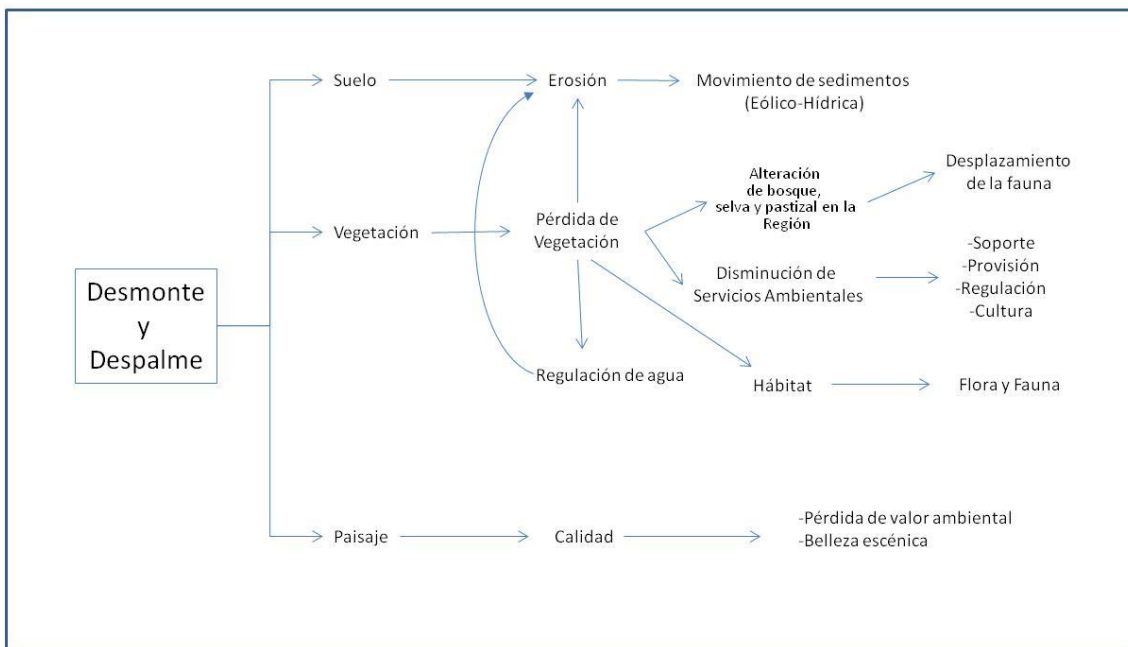 Desmonte
y
Despalme
Suelo
Erosión
Movimiento de sedimentos
(Eólico-Hídrica)
Vegetación
Pérdida de
Vegetación
Alteración
de bosque,
selva y pastizal en la
Región
Desplazamiento
de la fauna
Disminución de
Servicios Ambientales
-Soporte
-Provisión
-Regulación
-Cultura
Regulación de agua
Hábitat
Flora y Fauna
Paisaje
Calidad
-Pérdida de valor ambiental
-Belleza escénica